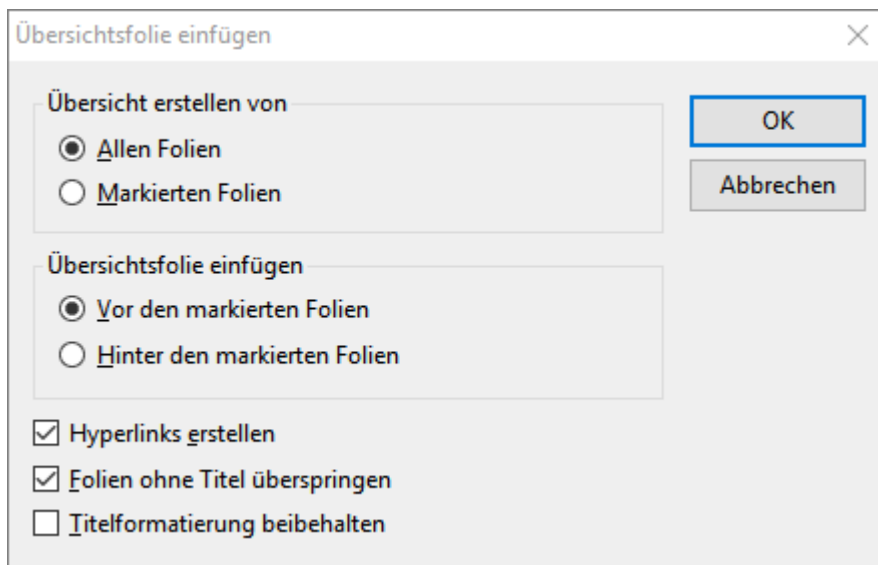 Übersichtsfolie einfügen
Übersicht erstellen von
Allen Folien
Markierten Folien
OK
Abbrechen
Übersichtsfolie einfügen
Vor den markierten Folien
Hinter den markierten Folien
Hyperlinks erstellen
Folien ohne Titel überspringen
Titelformatierung beibehalten